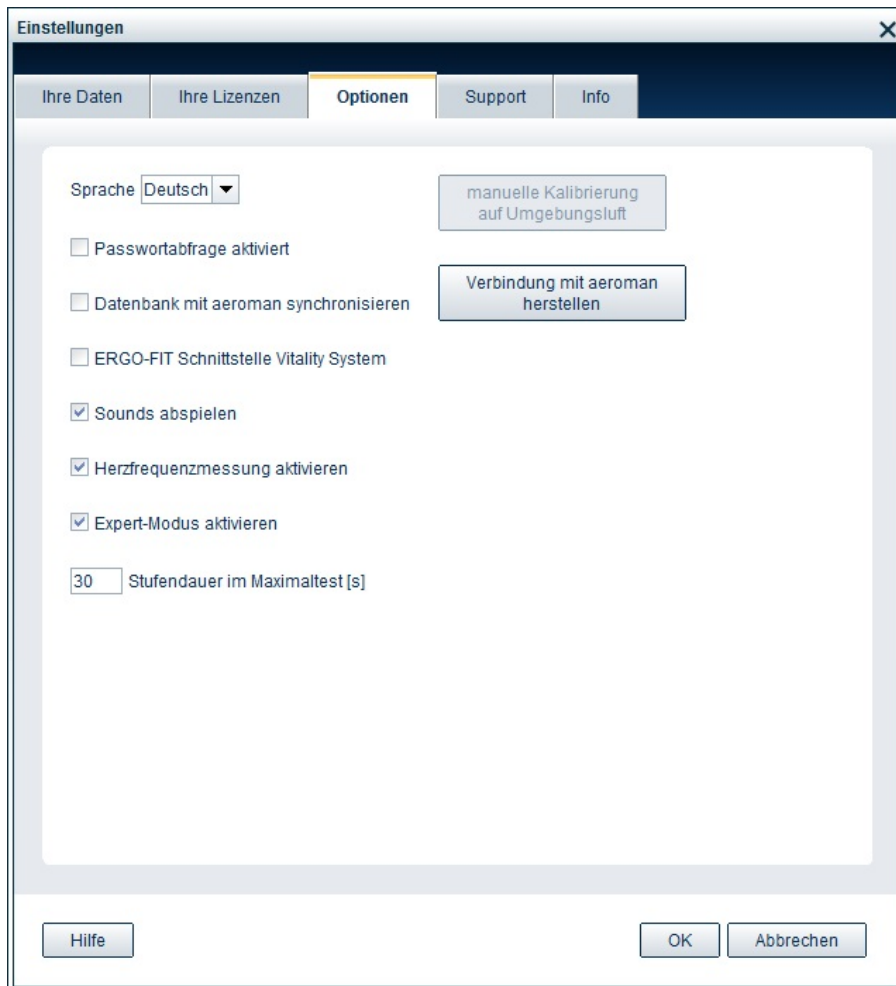 Einstellungen
Ihre Daten
Ihre Lizenzen
Optionen
Support
Info
Sprache Deutsch
manuelle Kalibrierung
auf Umgebungsluft
Passwortabfrage aktiviert
Verbindung mit aeroman
herstellen
Datenbank mit aeroman synchronisieren
ERGO-FIT Schnittstelle Vitality System
Sounds abspielen
Herzfrequenzmessung aktivieren
Expert-Modus aktivieren
30 Stufendauer im Maximaltest [s]
Hilfe
OK
Abbrechen